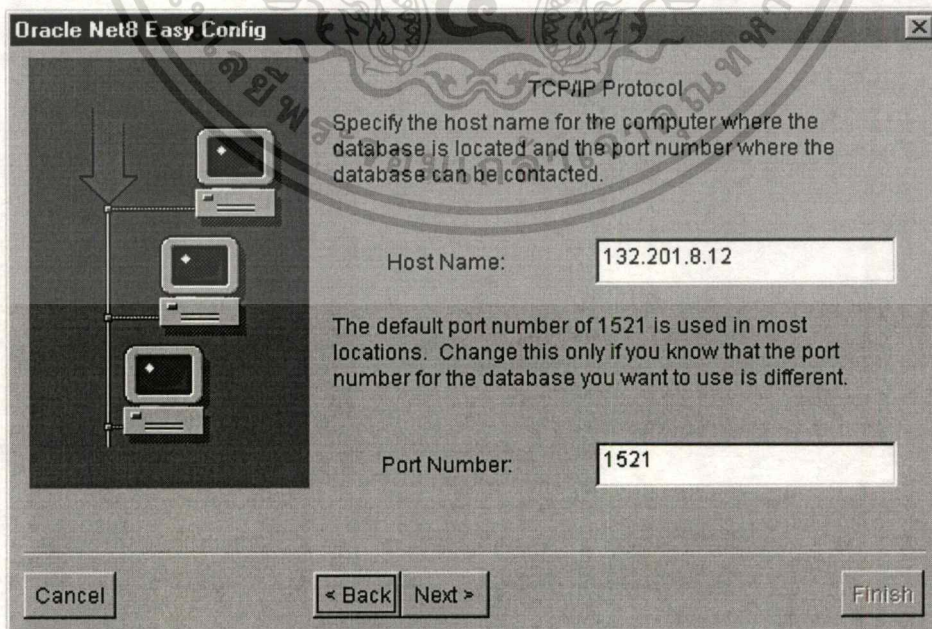 Oracle Net8 Easy Config
TCP/IP Protocol
Specify the host name for the computer where the
database is located and the port number where the
database can be contacted.
Host Name:
132.201.8.12
The default port number of 1521 is used in most
locations. Change this only if you know that the port
number for the database you want to use is different.
Port Number:
1521
Cancel
< Back
Next >
Finish